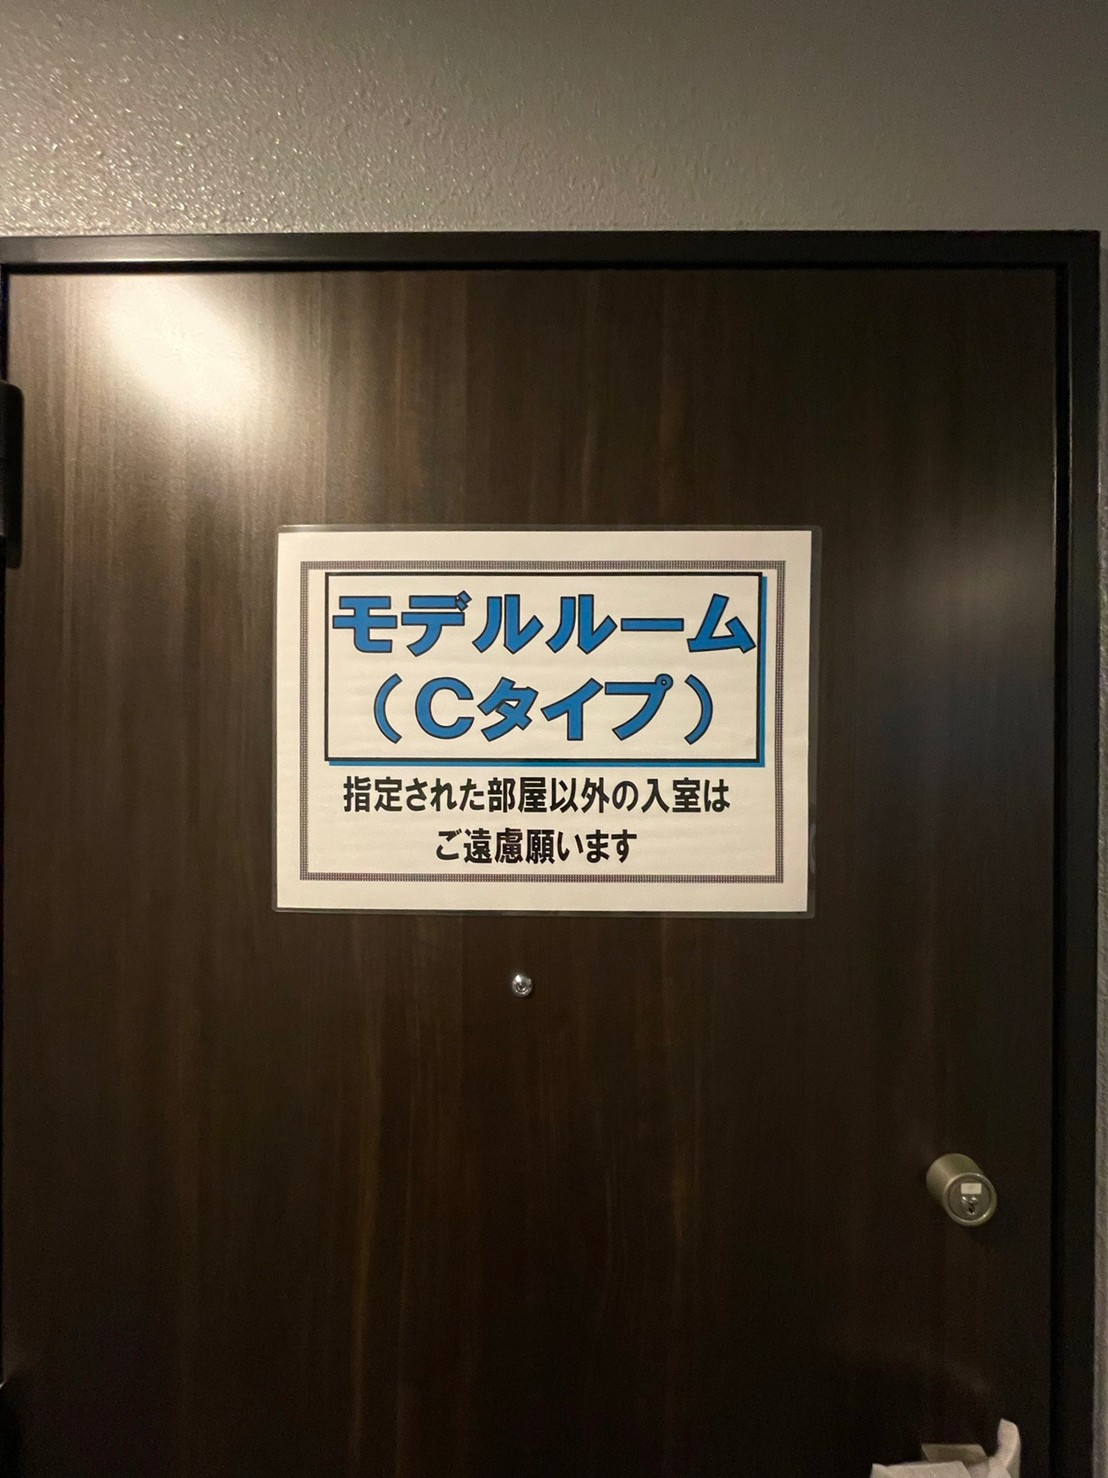 モデルルーム
（Cタイプ）
指定された部屋以外の入室は
ご遠慮願います